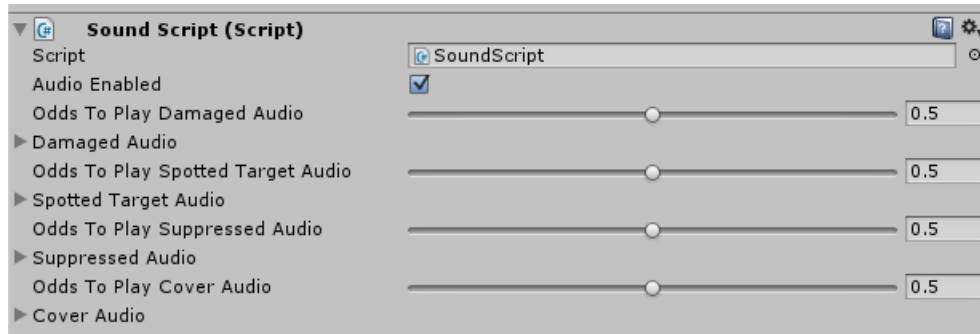 Sound Script (Script)
Script SoundScript
Audio Enabled
Odds To Play Damaged Audio 0.5
Damaged Audio
Odds To Play Spotted Target Audio 0.5
Spotted Target Audio
Odds To Play Suppressed Audio 0.5
Suppressed Audio
Odds To Play Cover Audio 0.5
Cover Audio